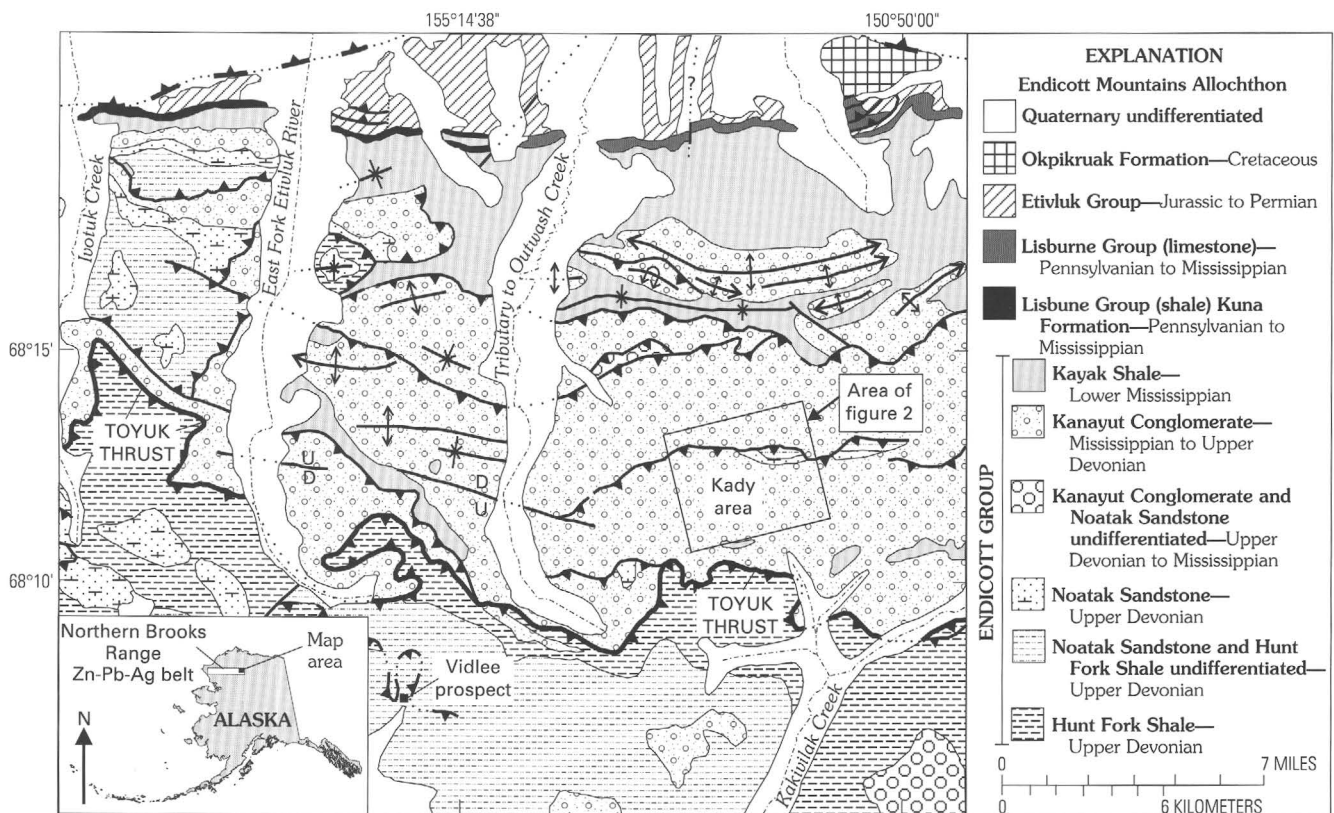 155°14'38"
150°50'00"
Ivotuk Creek
East Fork Etivluk River
Tributary to Outwash Creek
?
68°15'
TOYUK
THRUST
U
D
D
U
Area of
figure 2
Kady
area
68°10'
TOYUK
THRUST
Vidlee
prospect
Kakivilak Creek
Northern Brooks
Range
Zn-Pb-Ag belt
Map
area
ALASKA
N
EXPLANATION
Endicott Mountains Allochthon
Quaternary undifferentiated
Okpikruak Formation—Cretaceous
Etivluk Group—Jurassic to Permian
Lisburne Group (limestone)—
Pennsylvanian to Mississippian
Lisbune Group (shale) Kuna
Formation—Pennsylvanian to
Mississippian
ENDICOTT GROUP
Kayak Shale—
Lower Mississippian
Kanayut Conglomerate—
Mississippian to Upper
Devonian
Kanayut Conglomerate and
Noatak Sandstone
undifferentiated—Upper
Devonian to Mississippian
Noatak Sandstone—
Upper Devonian
Noatak Sandstone and Hunt
Fork Shale undifferentiated—
Upper Devonian
Hunt Fork Shale—
Upper Devonian
0 7 MILES
0 6 KILOMETERS